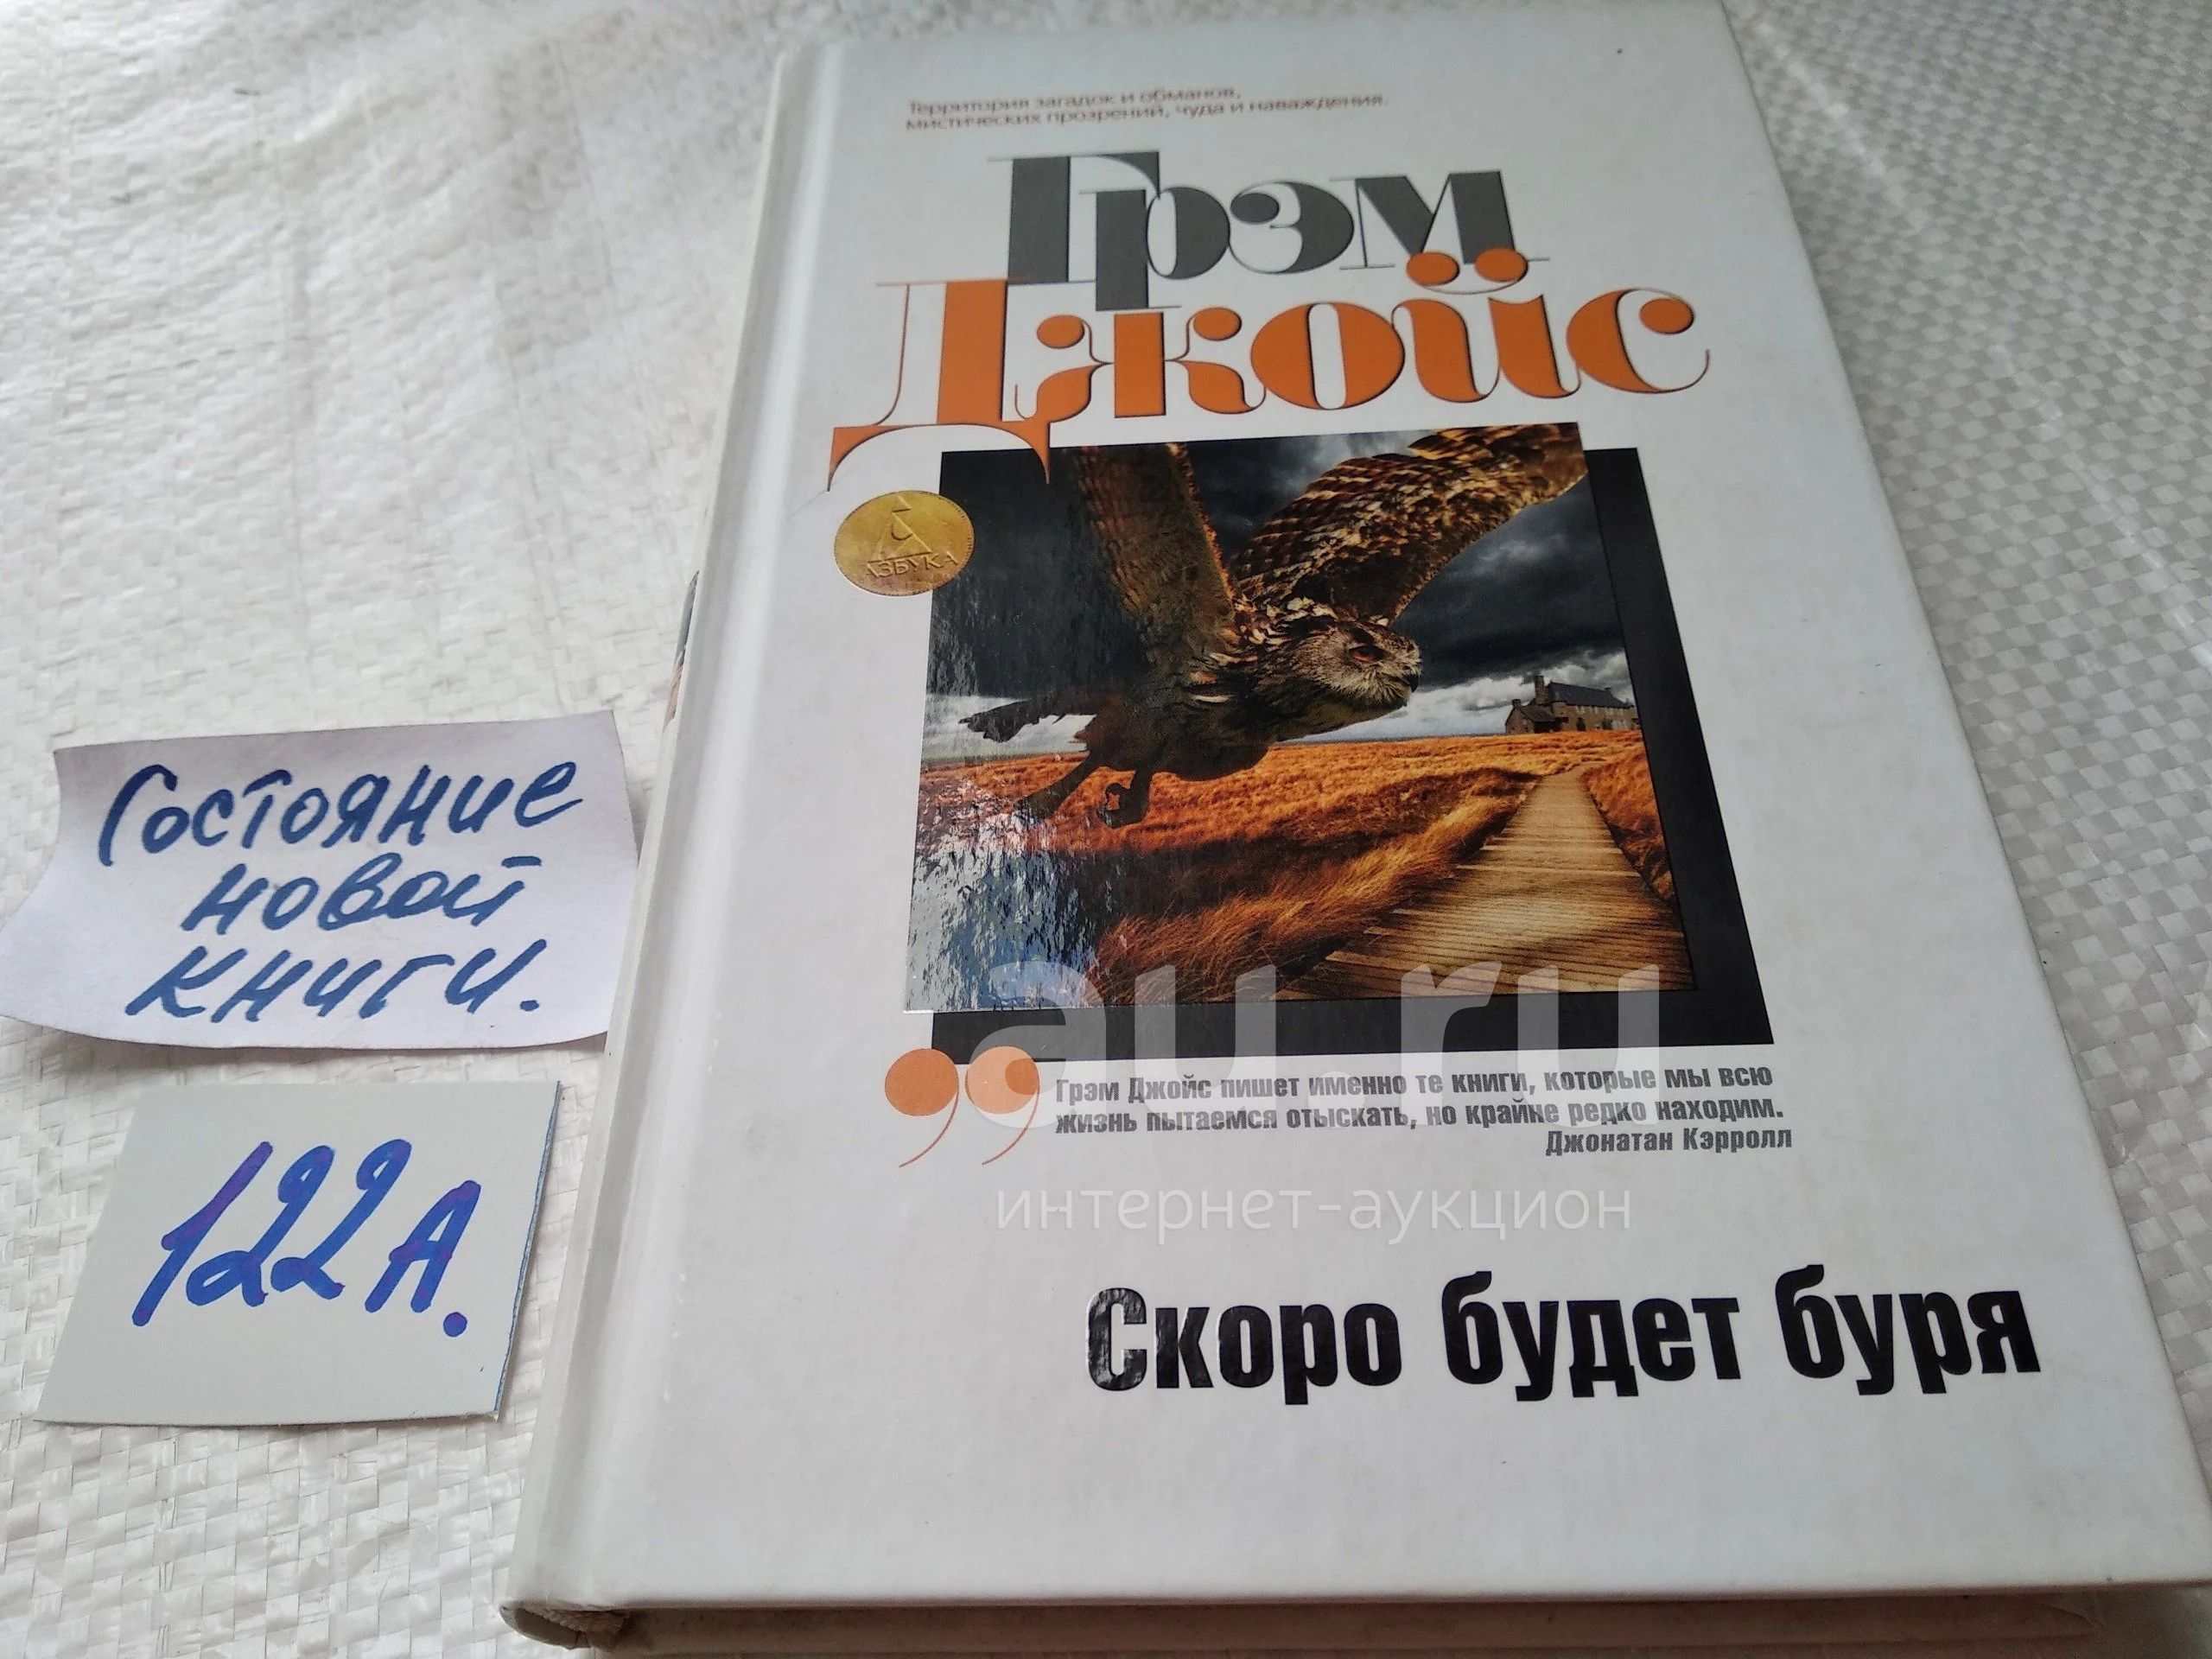 Территория загадок и обманов,
мистических прозрений, чуда и наваждения.
Грэм
Джойс
АЗБУКА
Грэм Джойс пишет именно те книги, которые мы всю
жизнь пытаемся отыскать, но крайне редко находим.
Джонатан Кэрролл
Скоро будет буря
Состояние
новой
книги.
122А.
au.ru
интернет-аукцион